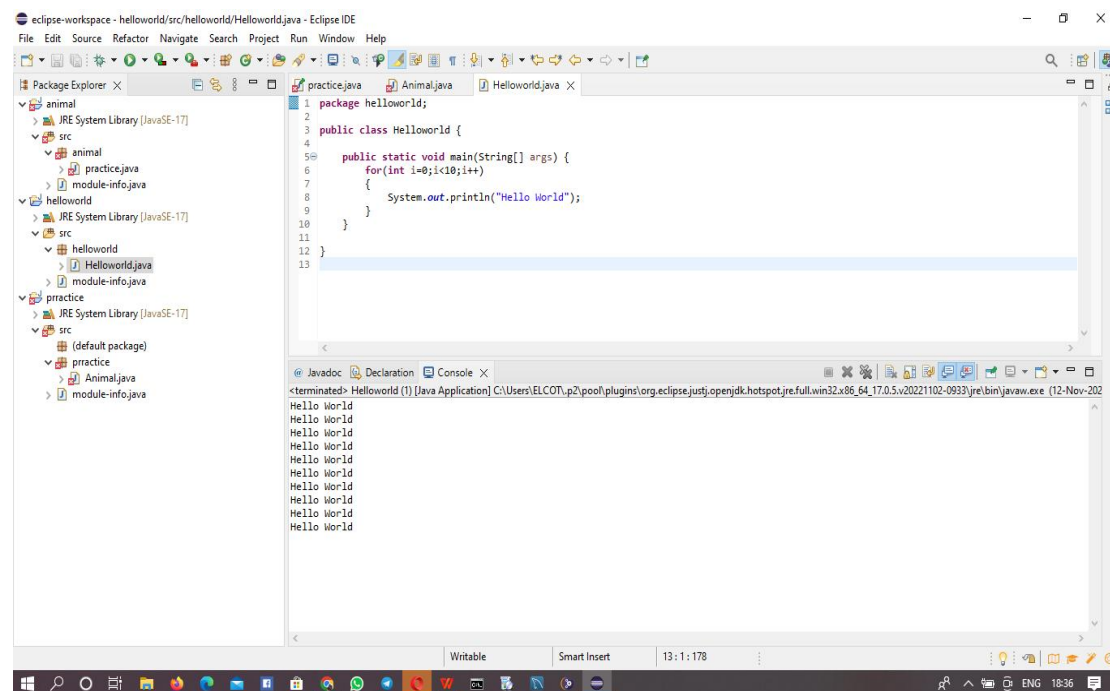 eclipse-workspace - helloworld/src/helloworld/Helloworld.java - Eclipse IDE
File Edit Source Refactor Navigate Search Project Run Window Help
Package Explorer
animal
JRE System Library [JavaSE-17]
src
animal
practice.java
module-info.java
helloworld
JRE System Library [JavaSE-17]
src
helloworld
Helloworld.java
module-info.java
prractice
JRE System Library [JavaSE-17]
src
(default package)
prractice
Animal.java
module-info.java
practice.java Animal.java Helloworld.java
1 package helloworld;
2
3 public class Helloworld {
4
5 public static void main(String[] args) {
6 for(int i=0;i<10;i++)
7 {
8 System.out.println("Hello World");
9 }
10 }
11
12 }
13
@ Javadoc Declaration Console
<terminated> Helloworld (1) [Java Application] C:\Users\ELCOT\.p2\pool\plugins\org.eclipse.justj.openjdk.hotspot.jre.full.win32.x86_64_17.0.5.v20221102-0933\jre\bin\javaw.exe (12-Nov-202
Hello World
Hello World
Hello World
Hello World
Hello World
Hello World
Hello World
Hello World
Hello World
Hello World
Writable Smart Insert 13 : 1 : 178
ENG 18:36